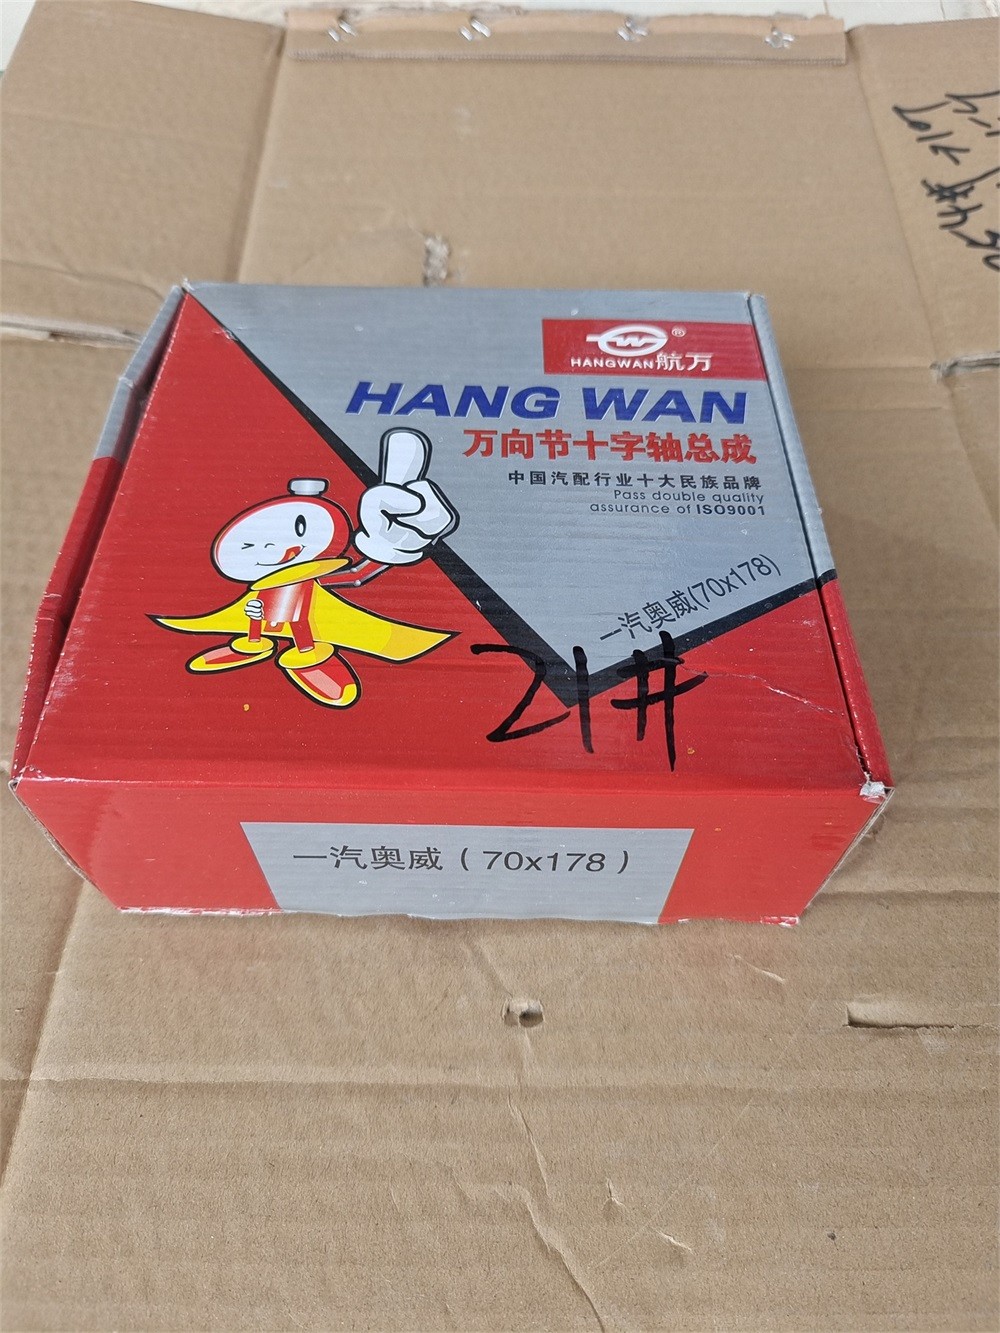 HANGWAN航万
HANG WAN
万向节十字轴总成
中国汽配行业十大民族品牌
Pass double quality
assurance of ISO9001
一汽奥威(70x178)
21#
一汽奥威（70x178）